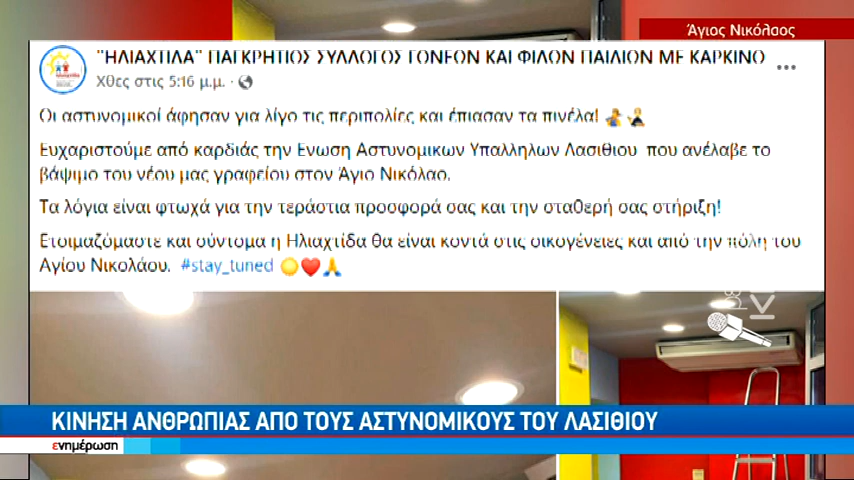 Άγιος Νικόλαος
"ΗΛΙΑΧΤΙΔΑ" ΠΑΓΚΡΗΤΙΟΣ ΣΥΛΛΟΓΟΣ ΓΟΝΕΩΝ ΚΑΙ ΦΙΛΩΝ ΠΑΙΔΙΩΝ ΜΕ ΚΑΡΚΙΝΟ
Χθες στις 5:16 μ.μ. ·
Οι αστυνομικοί άφησαν για λίγο τις περιπολίες και έπιασαν τα πινέλα!
Ευχαριστούμε από καρδιάς την Ενωση Αστυνομικων Υπαλληλων Λασιθιου που ανέλαβε το
βάψιμο του νέου μας γραφείου στον Άγιο Νικόλαο.
Τα λόγια είναι φτωχά για την τεράστια προσφορά σας και την σταθερή σας στήριξη!
Ετοιμαζόμαστε και σύντομα η Ηλιαχτίδα θα είναι κοντά στις οικογένειες και από την πόλη του
Αγίου Νικολάου. #stay_tuned 🌞❤️🙏
ΚΙΝΗΣΗ ΑΝΘΡΩΠΙΑΣ ΑΠΟ ΤΟΥΣ ΑΣΤΥΝΟΜΙΚΟΥΣ ΤΟΥ ΛΑΣΙΘΙΟΥ
ενημέρωση